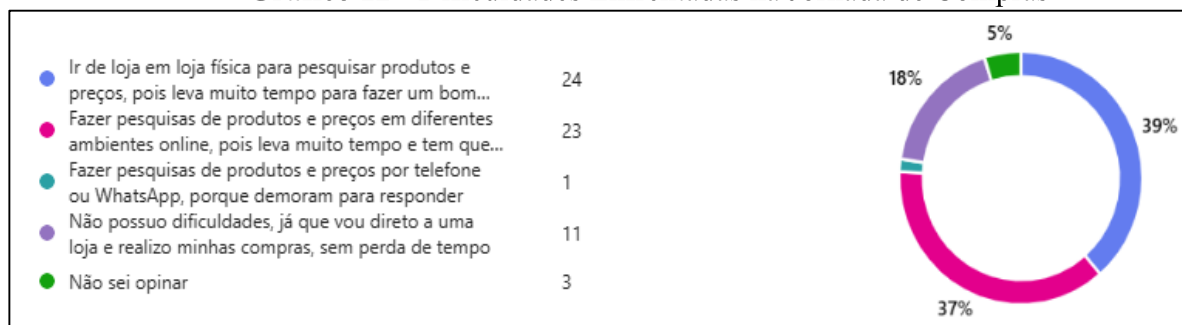 Ir de loja em loja física para pesquisar produtos e
preços, pois leva muito tempo para fazer um bom...
24
Fazer pesquisas de produtos e preços em diferentes
ambientes online, pois leva muito tempo e tem que...
23
Fazer pesquisas de produtos e preços por telefone
ou WhatsApp, porque demoram para responder
1
Não possuo dificuldades, já que vou direto a uma
loja e realizo minhas compras, sem perda de tempo
11
Não sei opinar
3
5%
18%
39%
37%